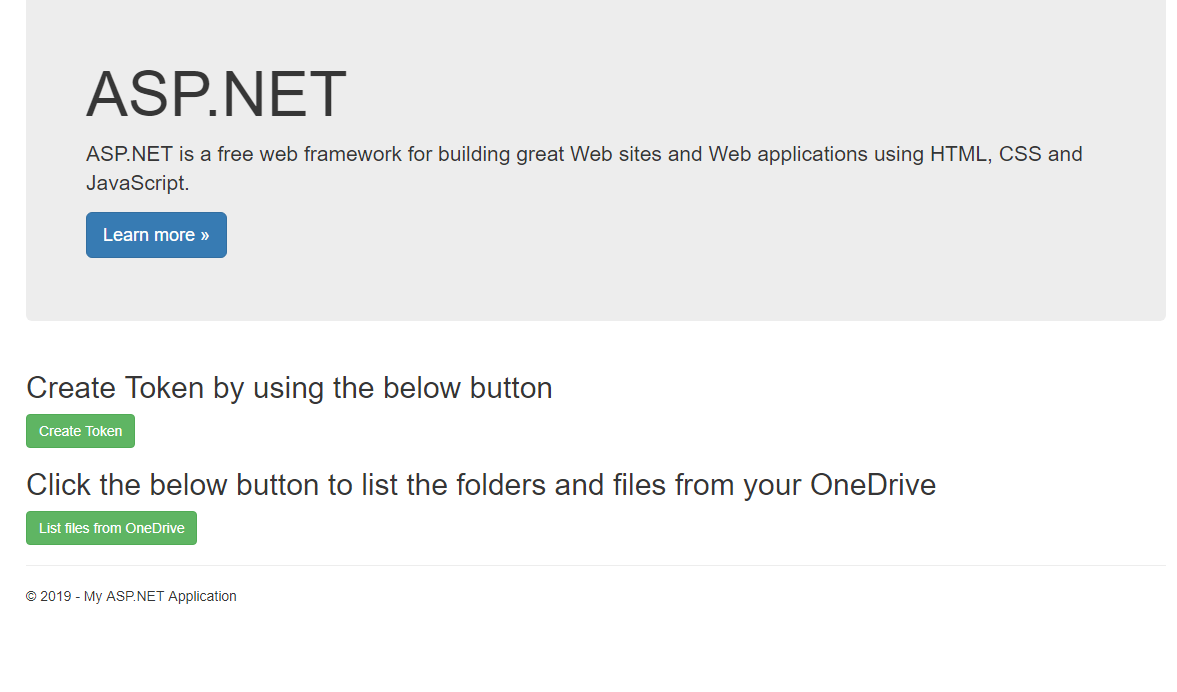 ASP.NET
ASP.NET is a free web framework for building great Web sites and Web applications using HTML, CSS and
JavaScript.
Learn more »
Create Token by using the below button
Create Token
Click the below button to list the folders and files from your OneDrive
List files from OneDrive
© 2019 - My ASP.NET Application